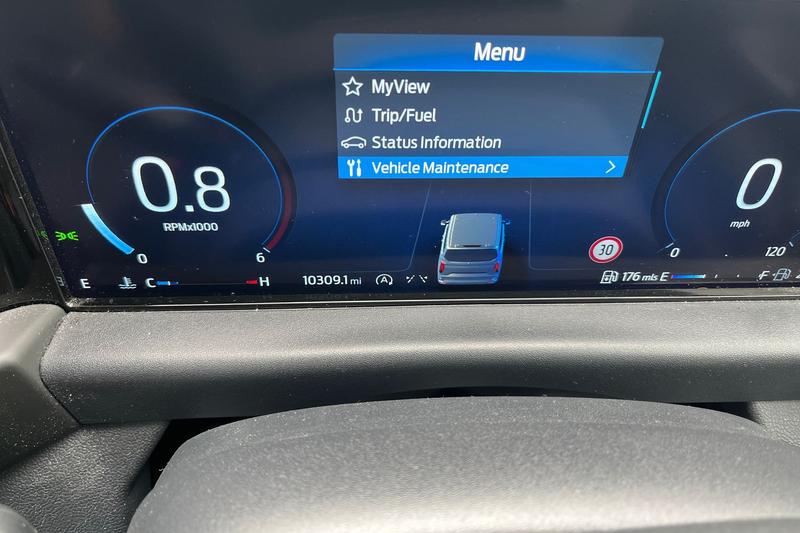 Menu
MyView
Trip/Fuel
Status Information
Vehicle Maintenance
0.8
RPMx1000
0
6
0
mph
0
120
30
E
C
H
10309.1 mi
176 mls E
F